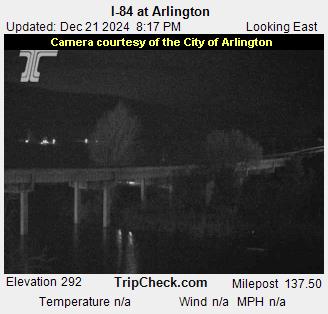 I-84 at Arlington
Updated: Dec 21 2024 8:17 PM Looking East
Camera courtesy of the City of Arlington
Elevation 292 TripCheck.com Milepost 137.50
Temperature n/a Wind n/a MPH n/a